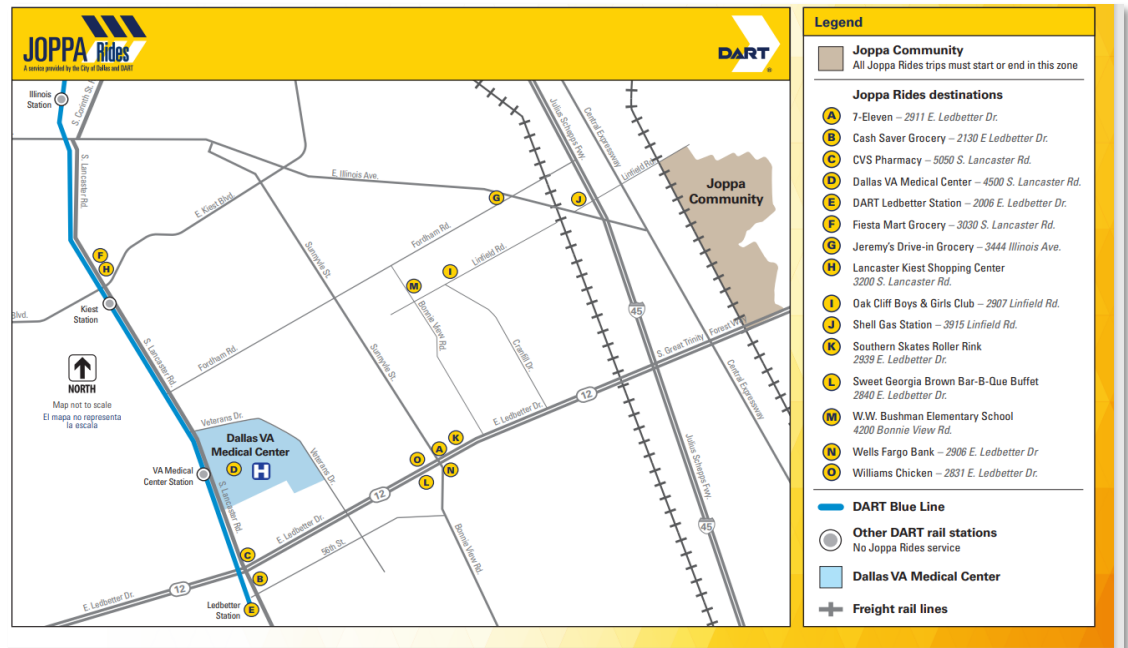 JOPPA Rides
A service provided by the City of Dallas and DART
DART
Illinois
Station
S. Corinth St. R
S. Lancaster Rd.
E. Kiest Blvd.
E. Illinois Ave.
Sunnyvle St.
Fordham Rd.
Linfield Rd.
Julius Schepps Fwy.
Central Expressway
Linfield Rd.
Joppa
Community
G
J
F
H
I
M
Kiest
Station
Blvd.
45
NORTH
Map not to scale
El mapa no representa
la escala
S. Lancaster Rd.
Fordham Rd.
Sunnyvle St.
Bonnie View Rd.
Cranfill Dr.
S. Great Trinity Forest W
Central Expressway
12
E. Ledbetter Dr.
Veterans Dr.
Dallas VA
Medical Center
D
H
Veterans Dr.
VA Medical
Center Station
S. Lancaster Rd.
K
A
O
N
L
12
Julius Schepps Fwy.
45
E. Ledbetter Dr.
56th St.
Bonnie View Rd.
C
B
12
E. Ledbetter Dr.
Ledbetter
Station
E
Legend
Joppa Community
All Joppa Rides trips must start or end in this zone
Joppa Rides destinations
A 7-Eleven – 2911 E. Ledbetter Dr.
B Cash Saver Grocery – 2130 E Ledbetter Dr.
C CVS Pharmacy – 5050 S. Lancaster Rd.
D Dallas VA Medical Center – 4500 S. Lancaster Rd.
E DART Ledbetter Station – 2006 E. Ledbetter Dr.
F Fiesta Mart Grocery – 3030 S. Lancaster Rd.
G Jeremy's Drive-in Grocery – 3444 Illinois Ave.
H Lancaster Kiest Shopping Center
3200 S. Lancaster Rd.
I Oak Cliff Boys & Girls Club – 2907 Linfield Rd.
J Shell Gas Station – 3915 Linfield Rd.
K Southern Skates Roller Rink
2939 E. Ledbetter Dr.
L Sweet Georgia Brown Bar-B-Que Buffet
2840 E. Ledbetter Dr.
M W.W. Bushman Elementary School
4200 Bonnie View Rd.
N Wells Fargo Bank – 2906 E. Ledbetter Dr
O Williams Chicken – 2831 E. Ledbetter Dr.
DART Blue Line
Other DART rail stations
No Joppa Rides service
Dallas VA Medical Center
Freight rail lines